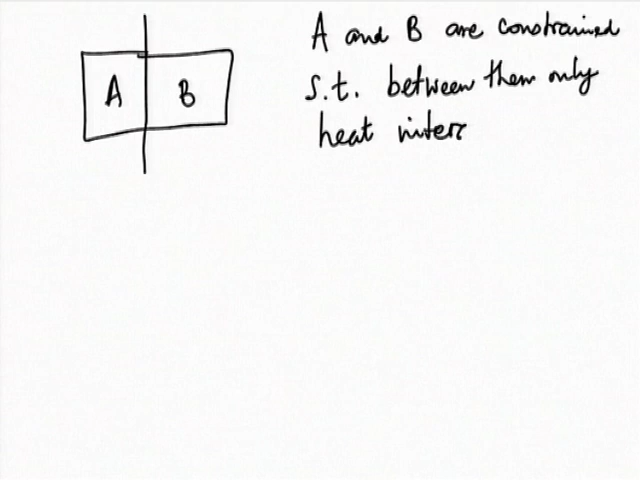 A and B are constrained
s.t. between them only
heat inter
A B